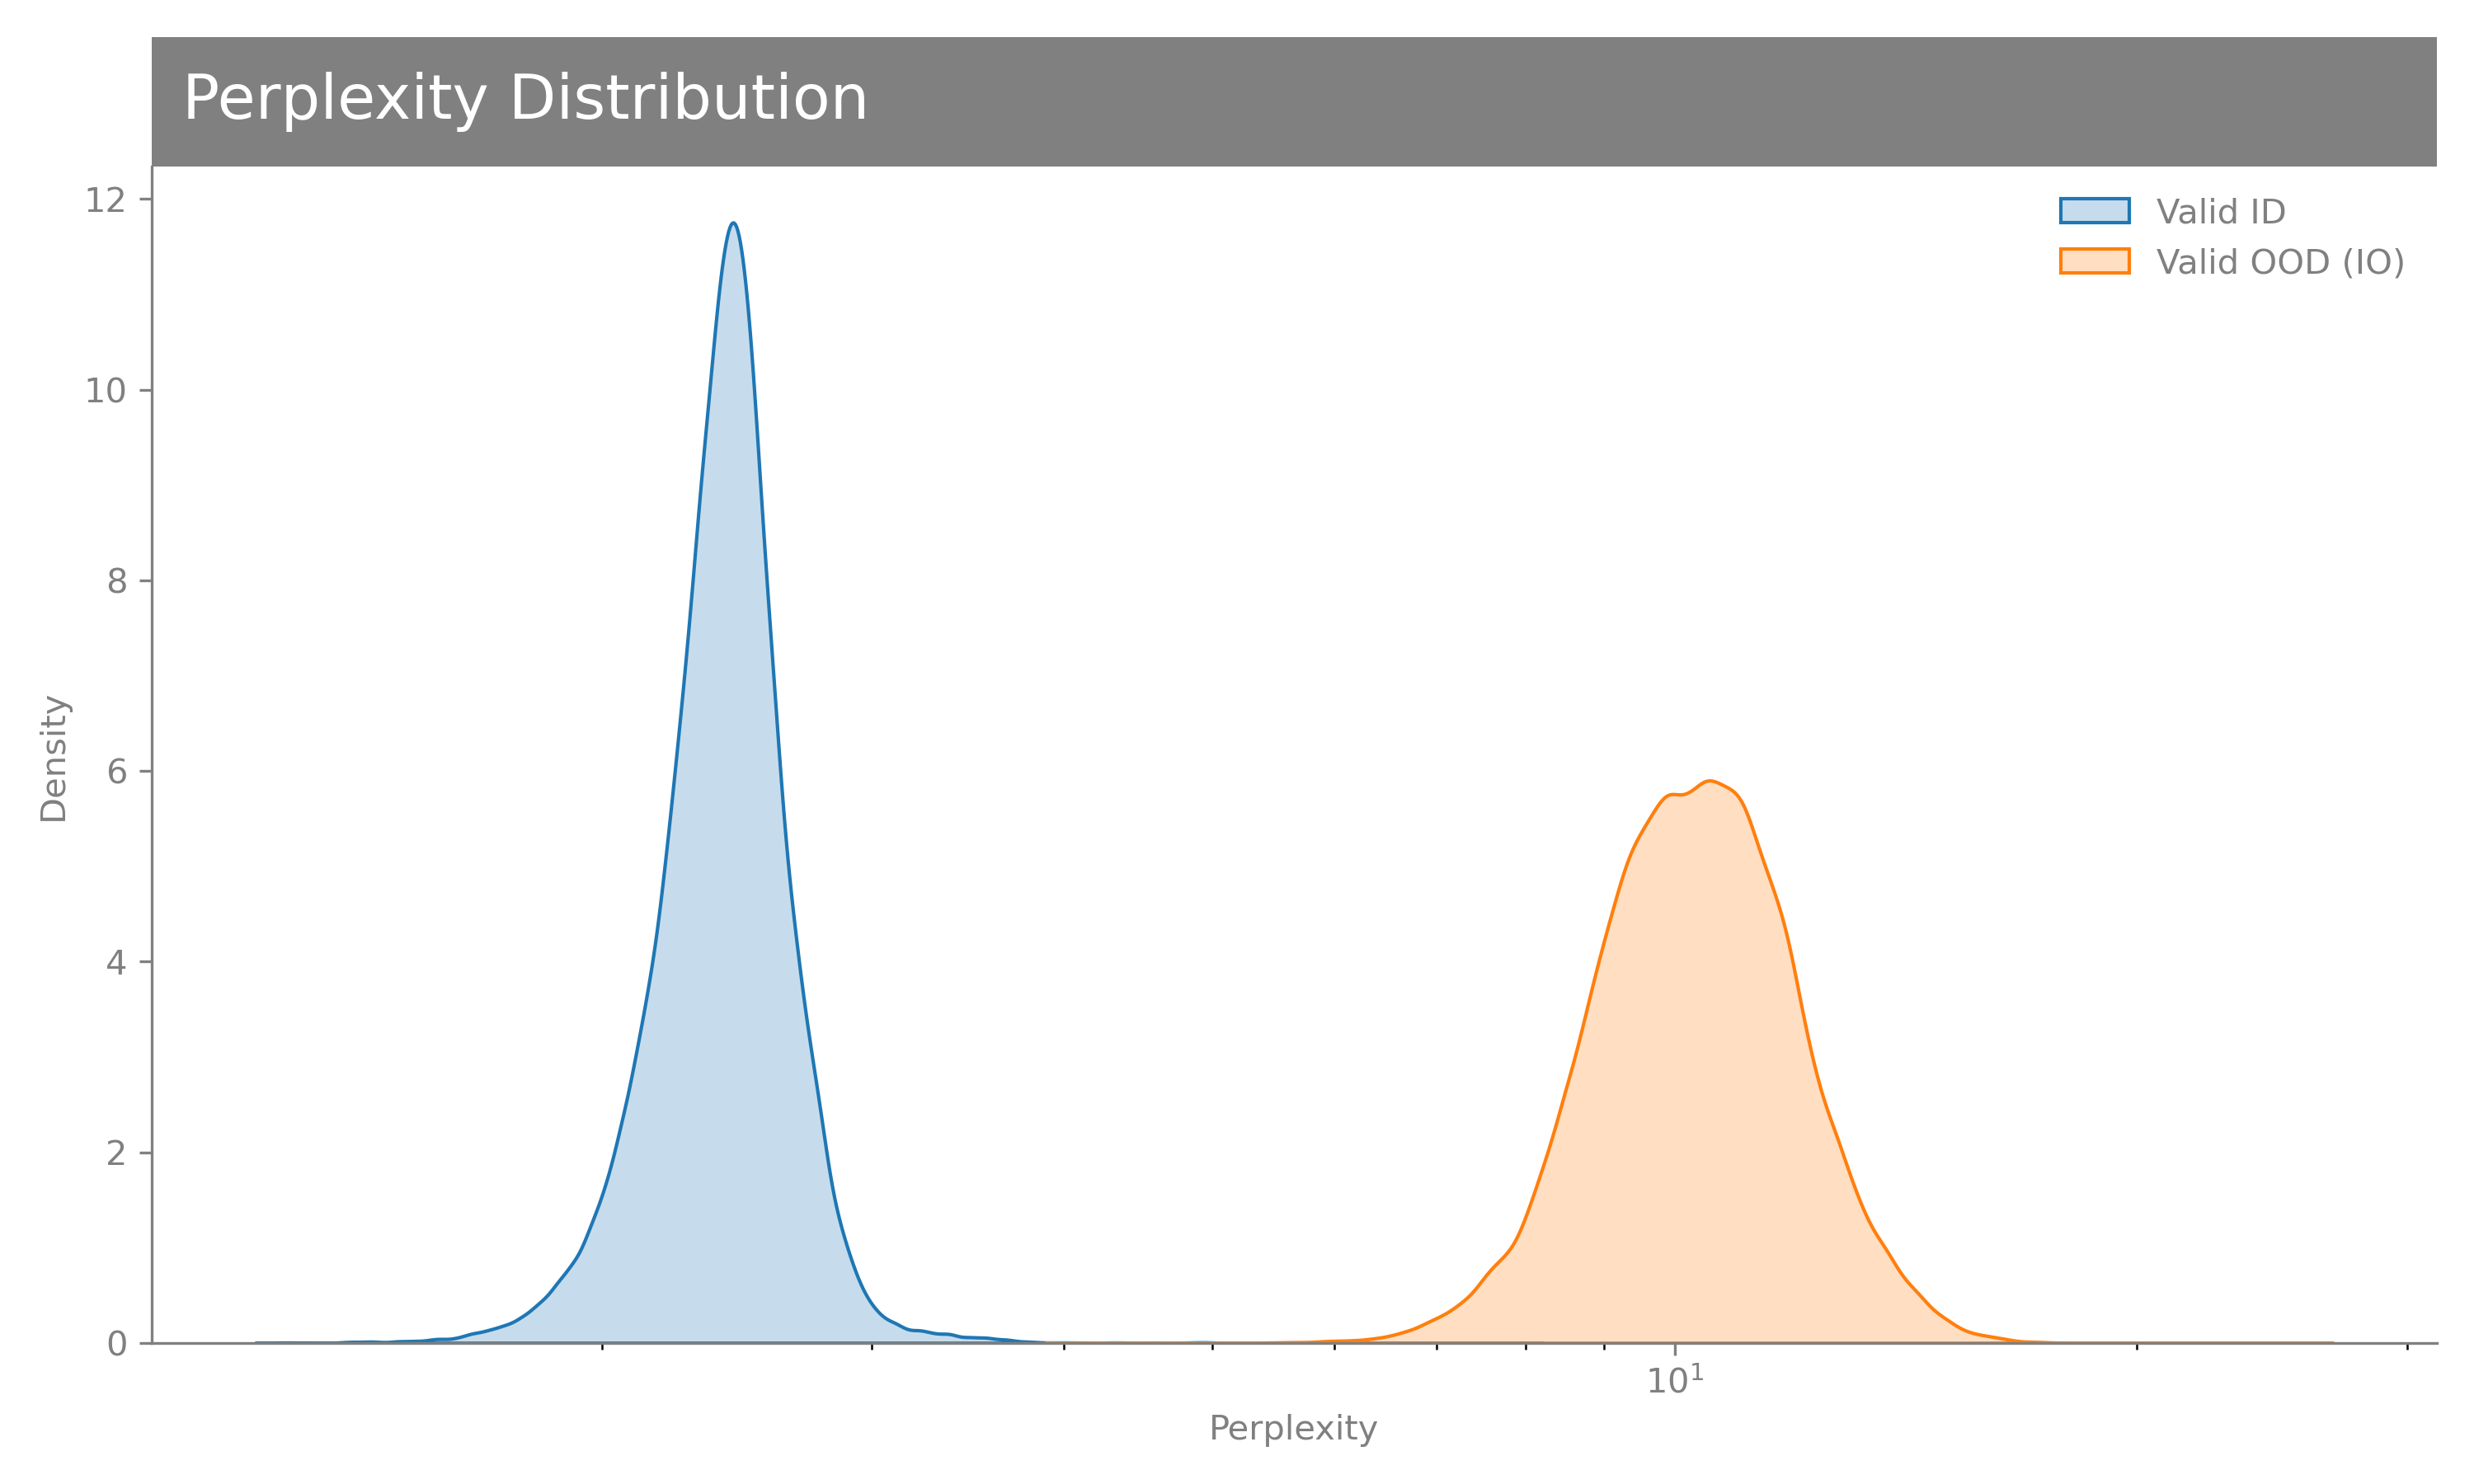 Perplexity Distribution
Valid ID
Valid OOD (IO)
12
10
8
6
4
2
0
Density
10¹
Perplexity